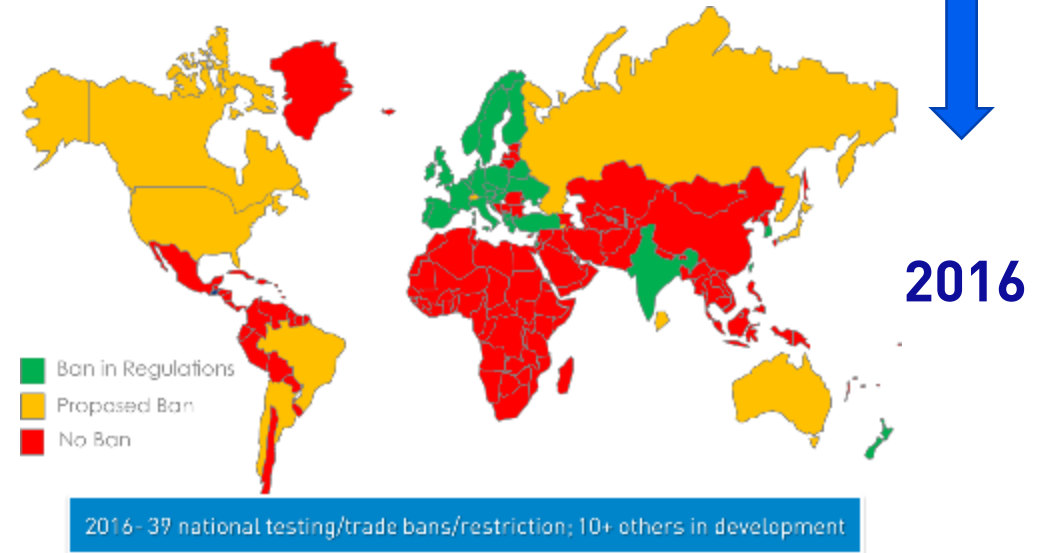 2016
Ban in Regulations
Proposed Ban
No Ban
2016- 39 national testing/trade bans/restriction; 10+ others in development